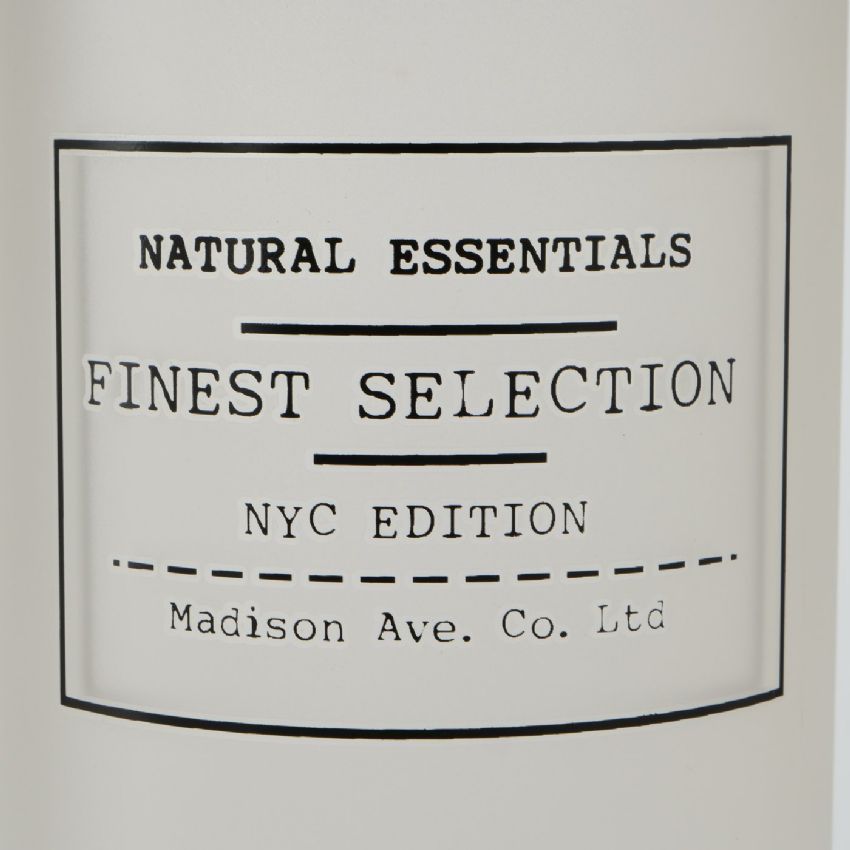 NATURAL ESSENTIALS
FINEST SELECTION
NYC EDITION
Madison Ave. Co. Ltd